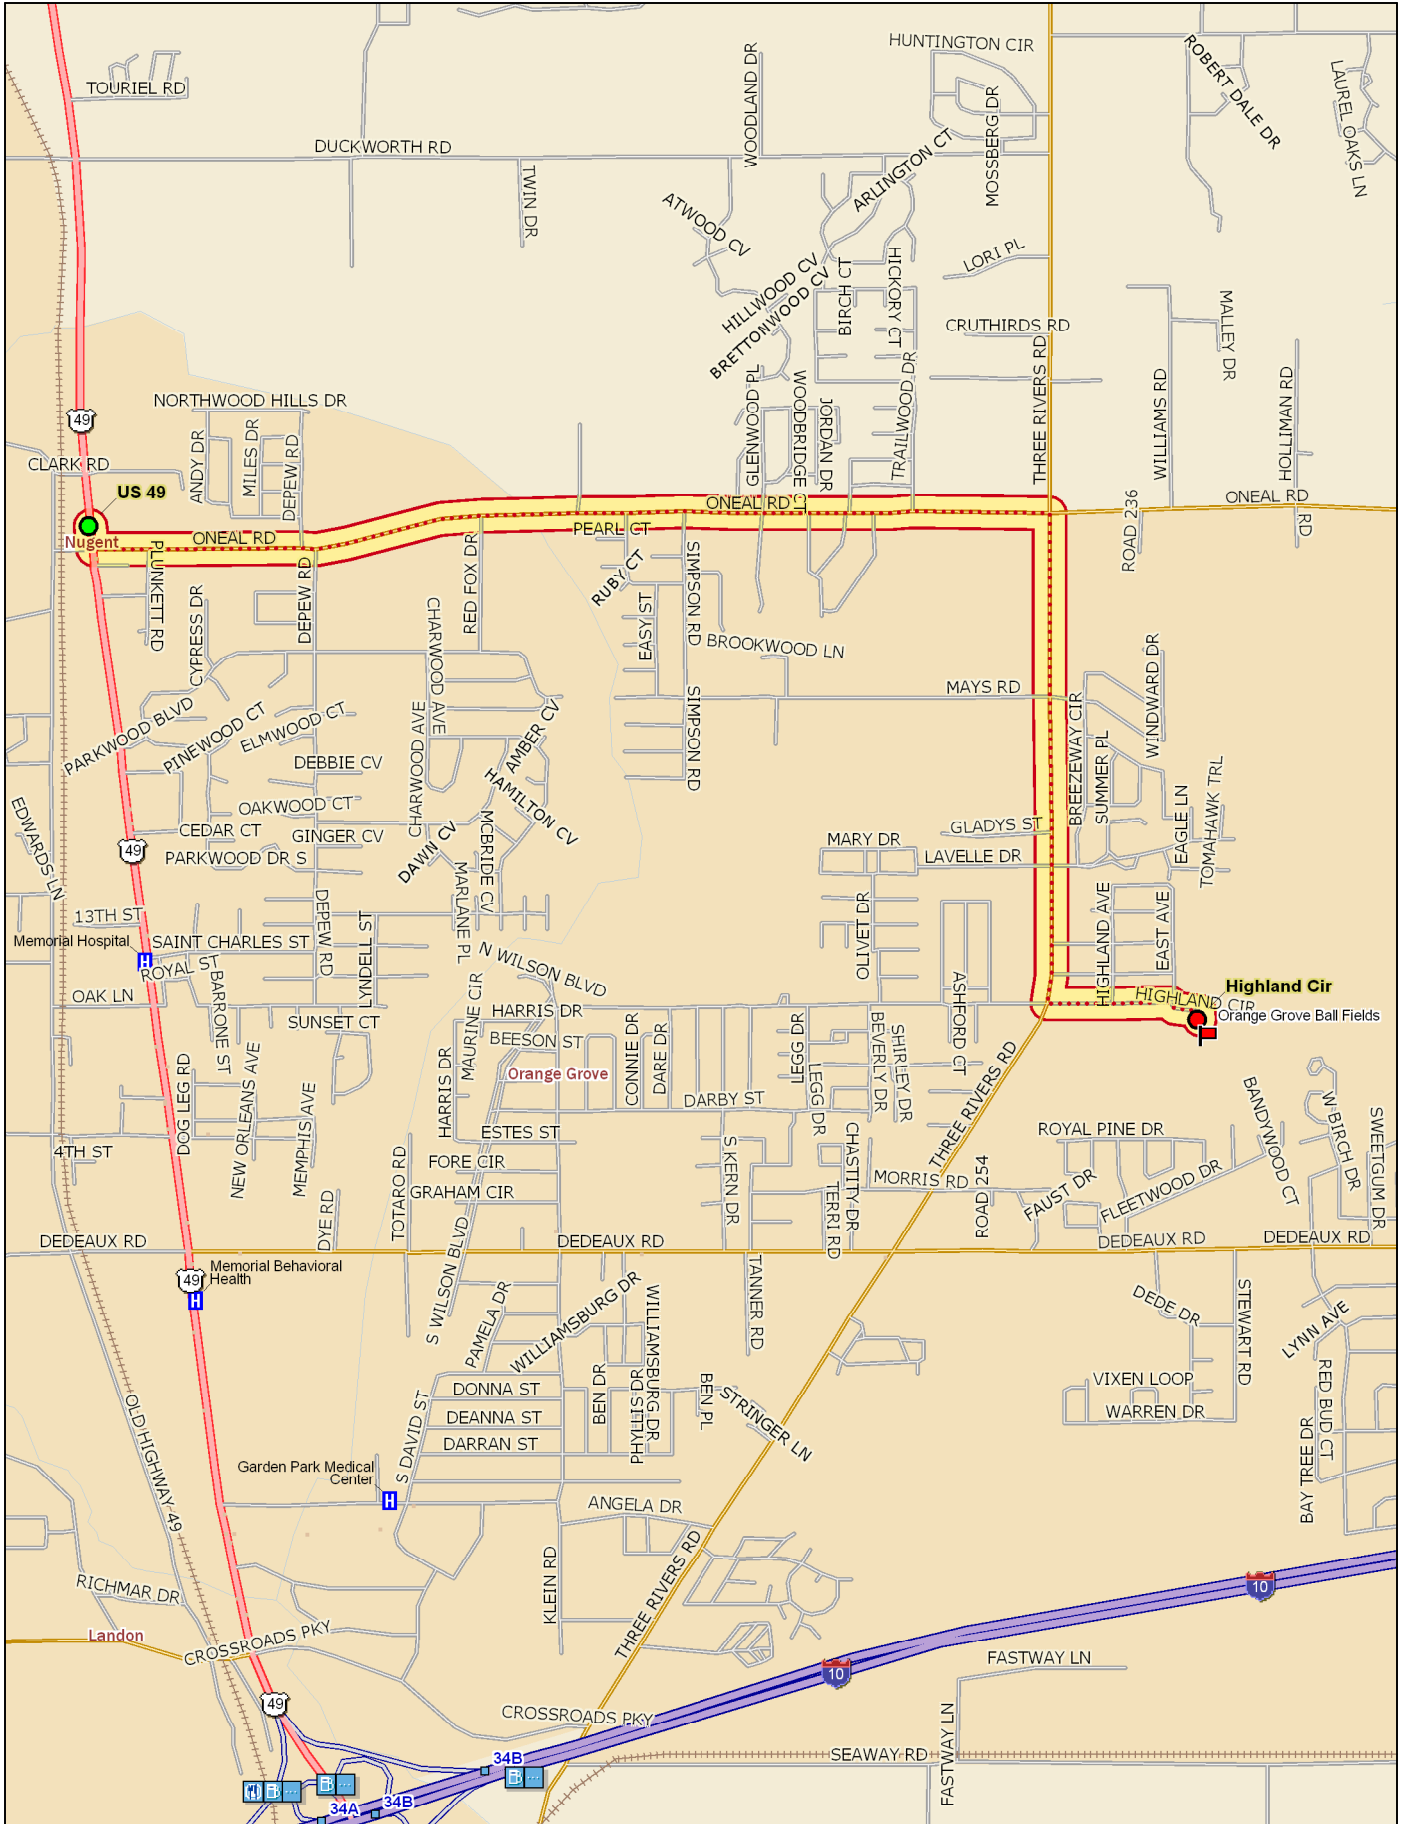 HUNTINGTON CIR
WOODLAND DR
ROBERT DALE DR
LAUREL OAKS LN
TOURIEL RD
MOSSBERG DR
DUCKWORTH RD
ARLINGTON CT
TWIN DR
ATWOOD CV
LORI PL
HICKORY CT
BIRCH CT
HILLWOOD CV
BRETTONWOOD CV
CRUTHIRDS RD
MALLEY DR
THREE RIVERS RD
WILLIAMS RD
HOLLIMAN RD
TRAILWOOD DR
GLENWOOD PL
WOODBRIDGE CT
JORDAN DR
NORTHWOOD HILLS DR
49
ANDY DR
MILES DR
DEPEW RD
CLARK RD
US 49
Nugent
ONEAL RD
ONEAL RD
ONEAL RD
ROAD 236
RD
PEARL CT
PLUNKETT RD
RED FOX DR
RUBY CT
SIMPSON RD
DEPEW RD
CYPRESS DR
CHARWOOD AVE
EASY ST
BROOKWOOD LN
WINDWARD DR
MAYS RD
PARKWOOD BLVD
PINEWOOD CT
ELMWOOD CT
CHARWOOD AVE
AMBER CV
SIMPSON RD
BREEZEWAY CIR
SUMMER PL
DEBBIE CV
HAMILTON CV
EAGLE LN
TOMAHAWK TRL
EDWARDS LN
OAKWOOD CT
49
CEDAR CT
GINGER CV
GLADYS ST
MARY DR
PARKWOOD DR S
DAWN CV
MCBRIDE CV
LAVELLE DR
MARLANE PL
13TH ST
DEPEW RD
LYNDELL ST
OLIVET DR
HIGHLAND AVE
EAST AVE
Memorial Hospital
H
SAINT CHARLES ST
ROYAL ST
N WILSON BLVD
ASHFORD CT
Highland Cir
HIGHLAND CIR
Orange Grove Ball Fields
OAK LN
BARRONE ST
SUNSET CT
MAURINE CIR
HARRIS DR
BEESON ST
CONNIE DR
DARE DR
LEGG DR
LEGG DR
BEVERLY DR
SHIRLEY DR
Orange Grove
DOG LEG RD
NEW ORLEANS AVE
MEMPHIS AVE
HARRIS DR
DARBY ST
THREE RIVERS RD
BANDYWOOD CT
W BIRCH DR
SWEETGUM DR
4TH ST
ESTES ST
ROYAL PINE DR
FORE CIR
TOTARO RD
S KERN DR
CHASTITY DR
TERRI RD
MORRIS RD
ROAD 254
FAUST DR
FLEETWOOD DR
GRAHAM CIR
DYE RD
DEDEAUX RD
DEDEAUX RD
DEDEAUX RD
DEDEAUX RD
S WILSON BLVD
Memorial Behavioral
Health
49
H
PAMELA DR
WILLIAMSBURG DR
WILLIAMSBURG DR
TANNER RD
DEDE DR
STEWART RD
LYNN AVE
DONNA ST
BEN DR
PHYLLIS DR
BEN PL
STRINGER LN
VIXEN LOOP
WARREN DR
RED BUD CT
BAY TREE DR
DEANNA ST
DARRAN ST
S DAVID ST
OLD HIGHWAY 49
Garden Park Medical
Center
H
ANGELA DR
KLEIN RD
THREE RIVERS RD
10
RICHMAR DR
Landon
CROSSROADS PKY
10
FASTWAY LN
49
CROSSROADS PKY
FASTWAY LN
SEAWAY RD
34B
34B
34A